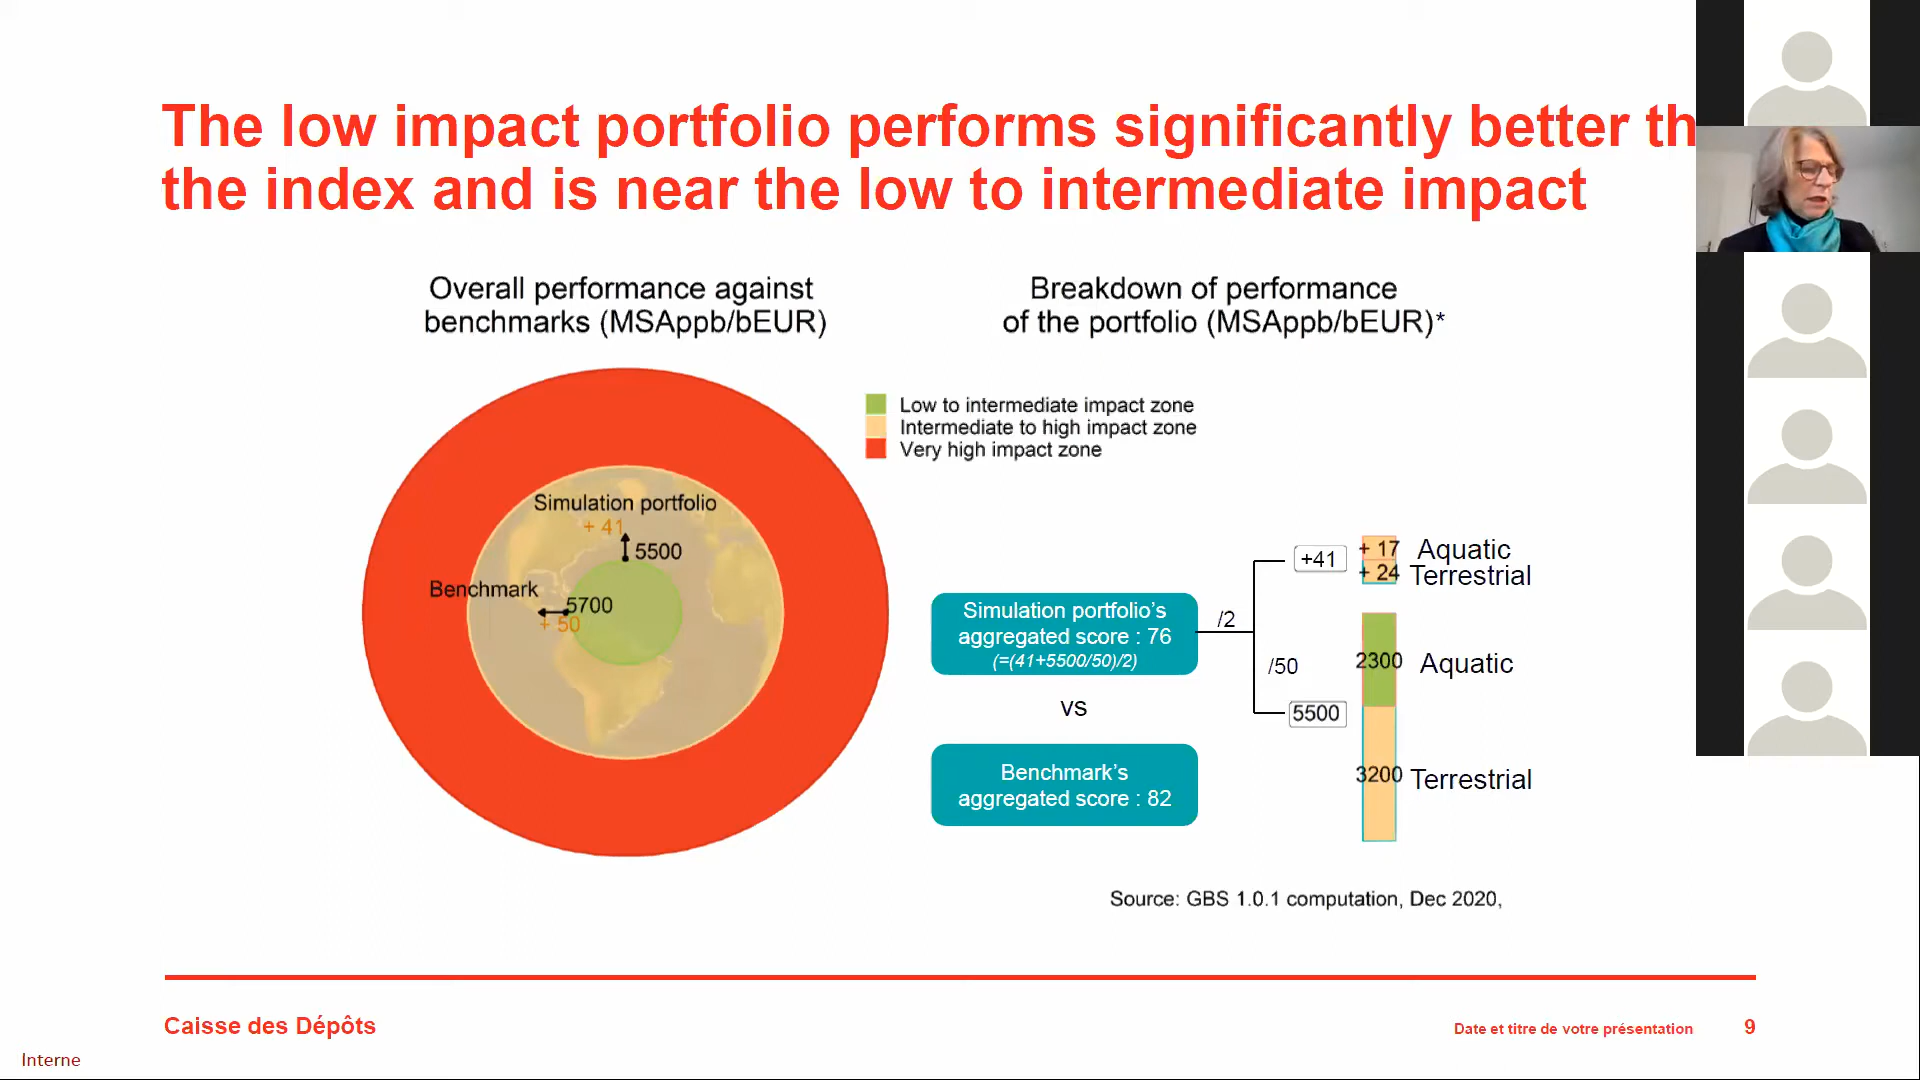 The low impact portfolio performs significantly better th
the index and is near the low to intermediate impact
Overall performance against
benchmarks (MSAppb/bEUR)
Breakdown of performance
of the portfolio (MSAppb/bEUR)*
Low to intermediate impact zone
Intermediate to high impact zone
Very high impact zone
Simulation portfolio
+ 41
5500
Benchmark
5700
+ 50
Simulation portfolio’s
aggregated score : 76
(=(41+5500/50)/2)
vs
Benchmark’s
aggregated score : 82
/2
/50
+41
5500
+ 17 Aquatic
+ 24 Terrestrial
2300 Aquatic
3200 Terrestrial
Source: GBS 1.0.1 computation, Dec 2020,
Caisse des Dépôts
Date et titre de votre présentation
9
Interne